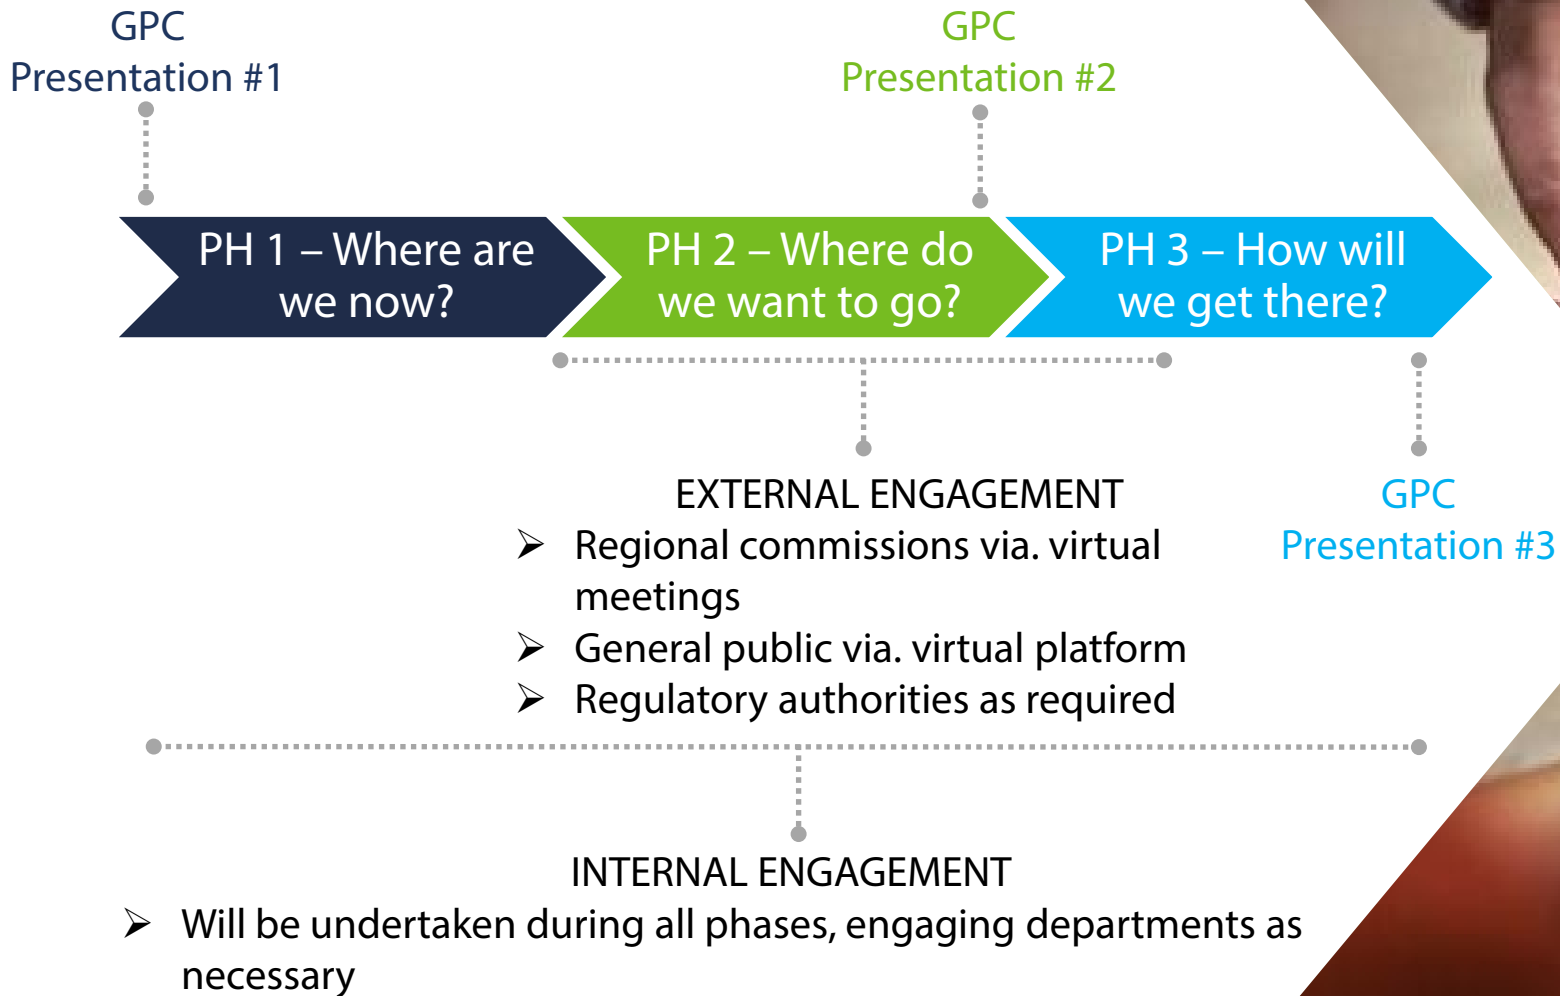 GPC
Presentation #1
GPC
Presentation #2
PH 1 – Where are
we now?
PH 2 – Where do
we want to go?
PH 3 – How will
we get there?
EXTERNAL ENGAGEMENT
➢ Regional commissions via. virtual
meetings
➢ General public via. virtual platform
➢ Regulatory authorities as required
GPC
Presentation #3
INTERNAL ENGAGEMENT
➢ Will be undertaken during all phases, engaging departments as
necessary